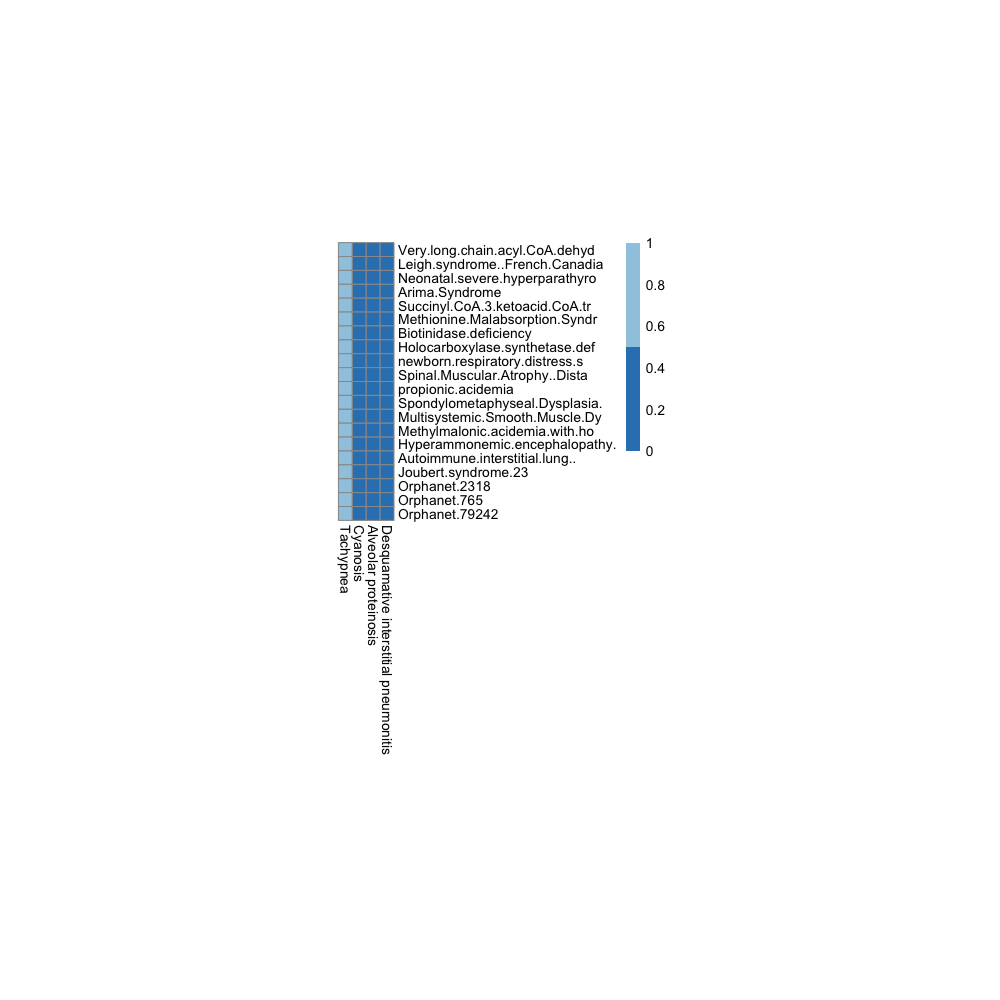 Very.long.chain.acyl.CoA.dehyd
Leigh.syndrome..French.Canadia
Neonatal.severe.hyperparathyro
Arima.Syndrome
Succinyl.CoA.3.ketoacid.CoA.tr
Methionine.Malabsorption.Syndr
Biotinidase.deficiency
Holocarboxylase.synthetase.def
newborn.respiratory.distress.s
Spinal.Muscular.Atrophy..Dista
propionic.acidemia
Spondylometaphyseal.Dysplasia.
Multisystemic.Smooth.Muscle.Dy
Methylmalonic.acidemia.with.ho
Hyperammonemic.encephalopathy.
Autoimmune.interstitial.lung..
Joubert.syndrome.23
Orphanet.2318
Orphanet.765
Orphanet.79242
1
0.8
0.6
0.4
0.2
0
Tachypnea
Cyanosis
Alveolar proteinosis
Desquamative interstitial pneumonitis